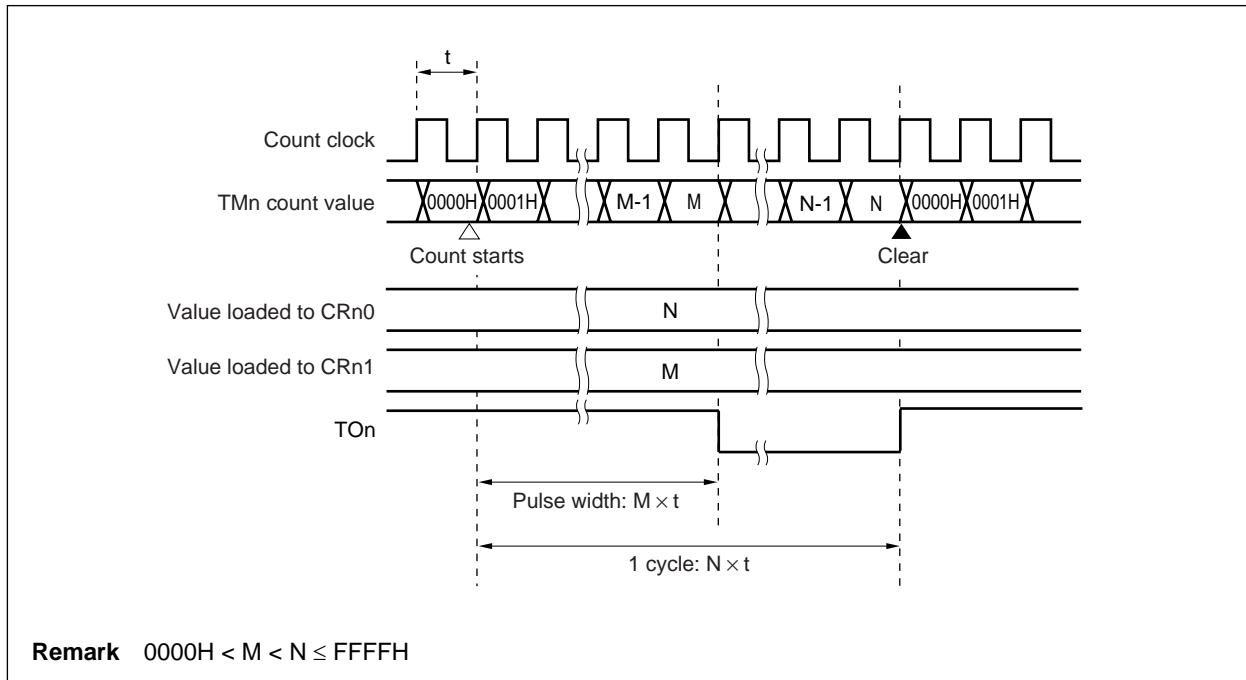 t
Count clock
TMn count value 0000H 0001H M-1 M N-1 N 0000H 0001H
Count starts Clear
Value loaded to CRn0 N
Value loaded to CRn1 M
TOn
Pulse width: M × t
1 cycle: N × t
Remark 0000H < M < N ≤ FFFFH